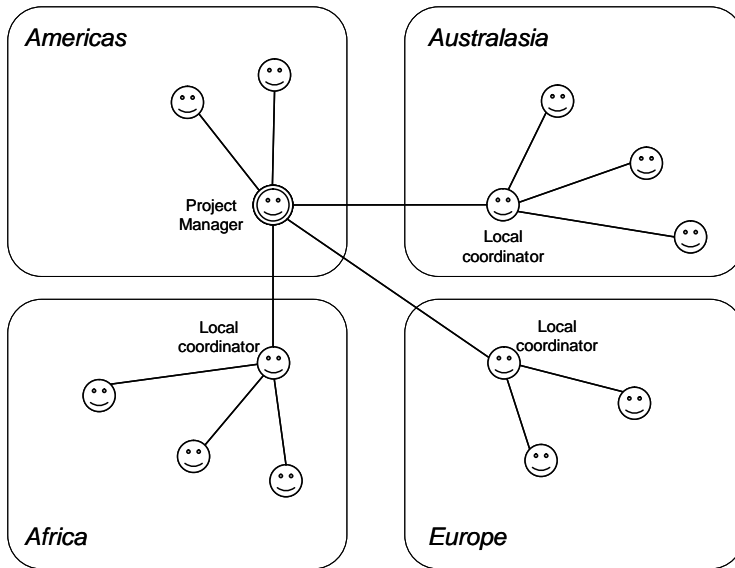 Americas
Australasia
Project
Manager
Local
coordinator
Local
coordinator
Local
coordinator
Africa
Europe